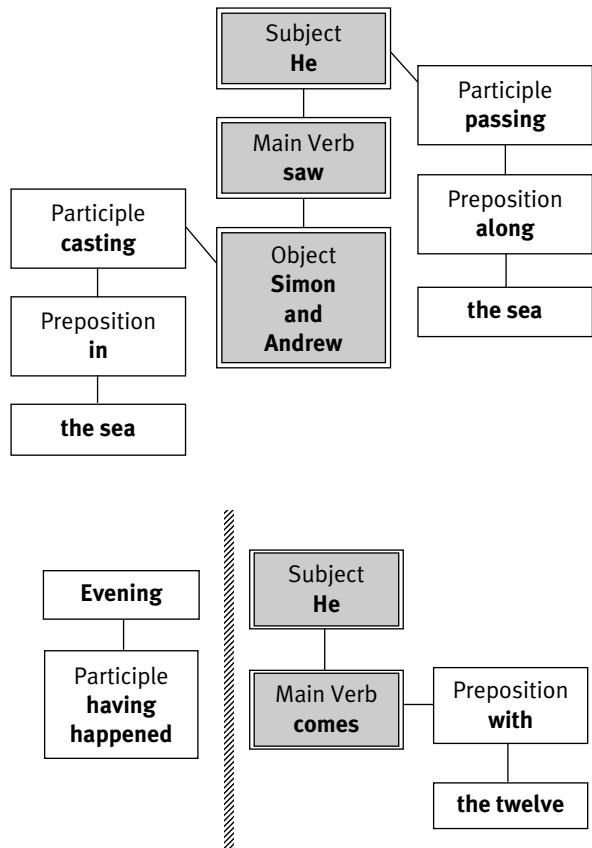 Subject
He
Participle
passing
Main Verb
saw
Preposition
along
Participle
casting
Object
Simon
and
Andrew
the sea
Preposition
in
the sea
Evening
Participle
having
happened
Subject
He
Main Verb
comes
Preposition
with
the twelve